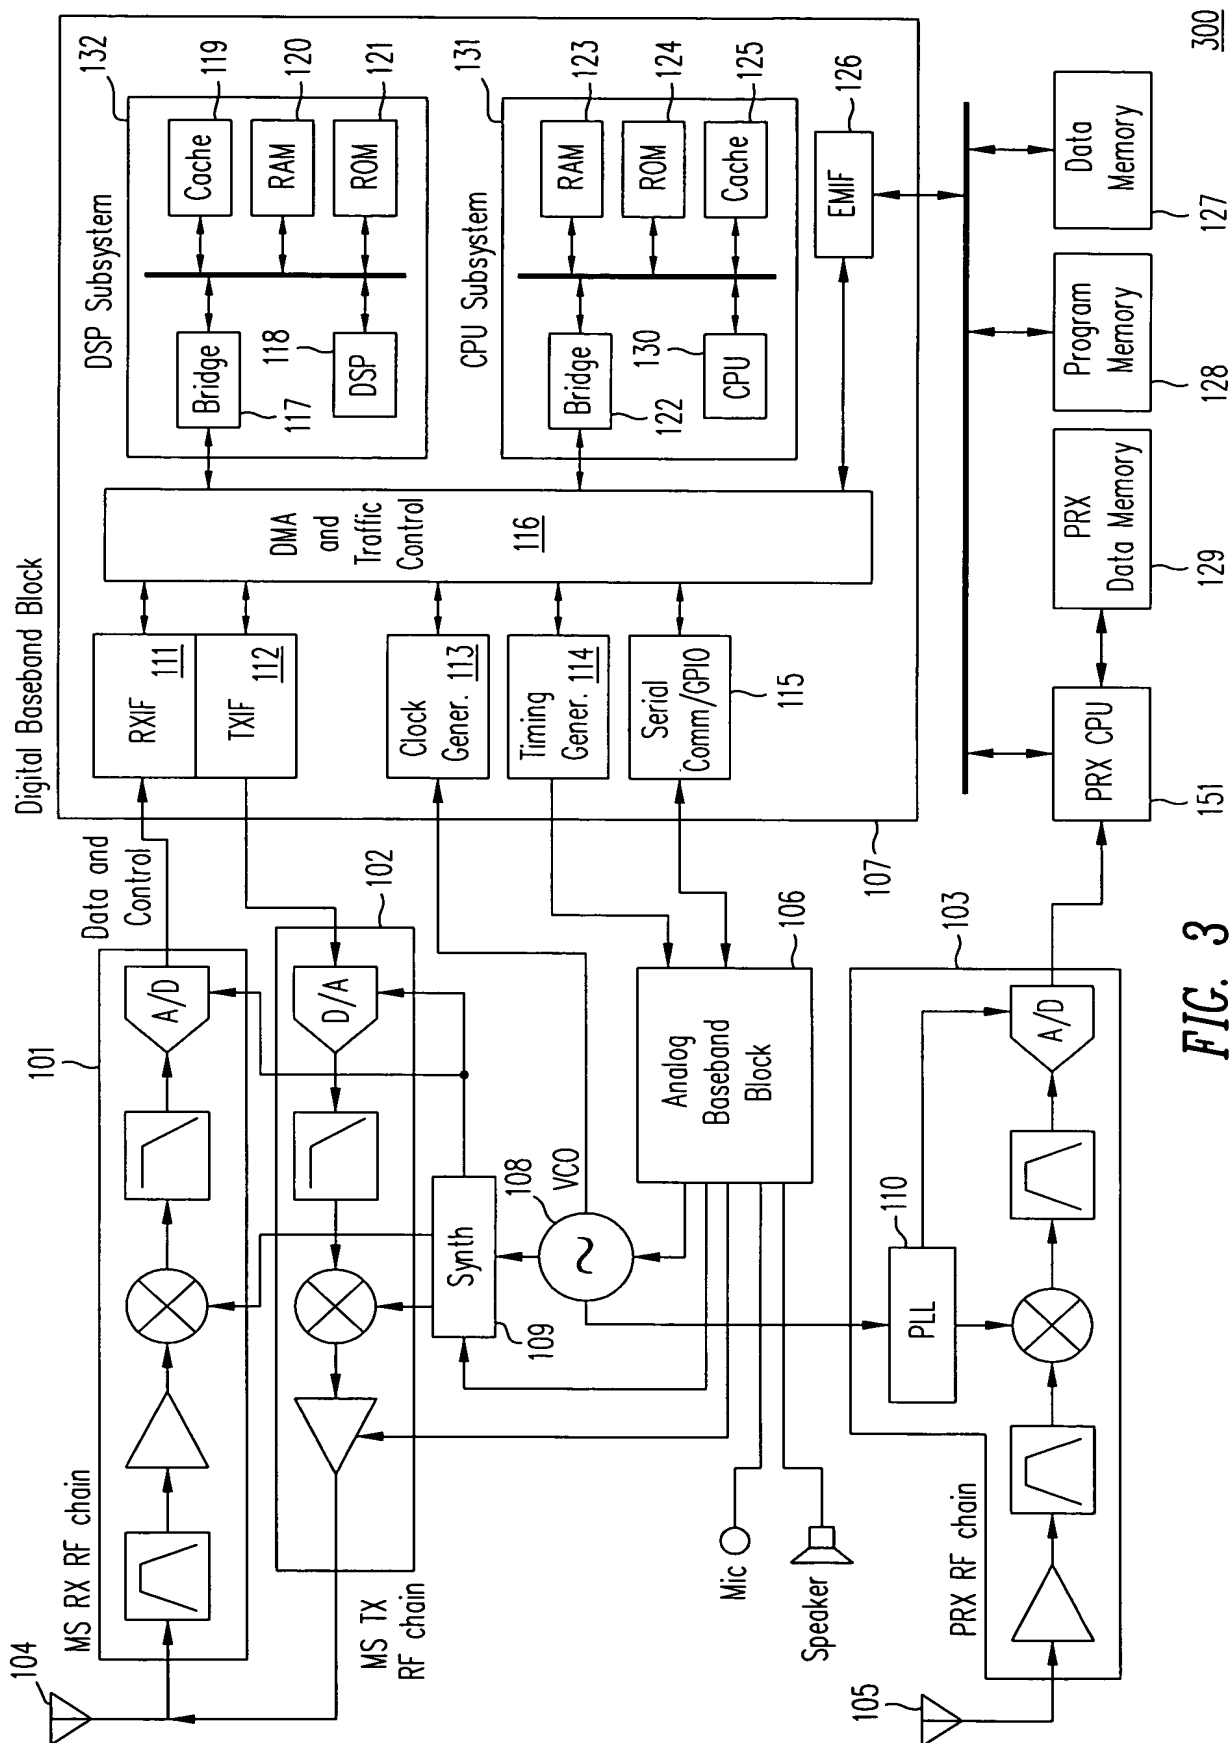 Digital Baseband Block
132
DSP Subsystem
Cache
119
RAM
120
ROM
121
Bridge
117
118
DSP
131
CPU Subsystem
RAM
123
ROM
124
Cache
125
Bridge
122
130
CPU
EMIF
126
DMA
and
Traffic
Control
116
RXIF
111
TXIF
112
Clock
Gener. 113
Timing
Gener. 114
Serial
Comm/GPIO
115
107
Data and
Control
101
MS RX RF chain
A/D
102
MS TX
RF chain
D/A
104
Synth
109
108
VCO
106
Analog
Baseband
Block
Mic
Speaker
103
PRX RF chain
110
PLL
A/D
105
PRX CPU
151
PRX
Data Memory
129
Program
Memory
128
Data
Memory
127
FIG. 3
300